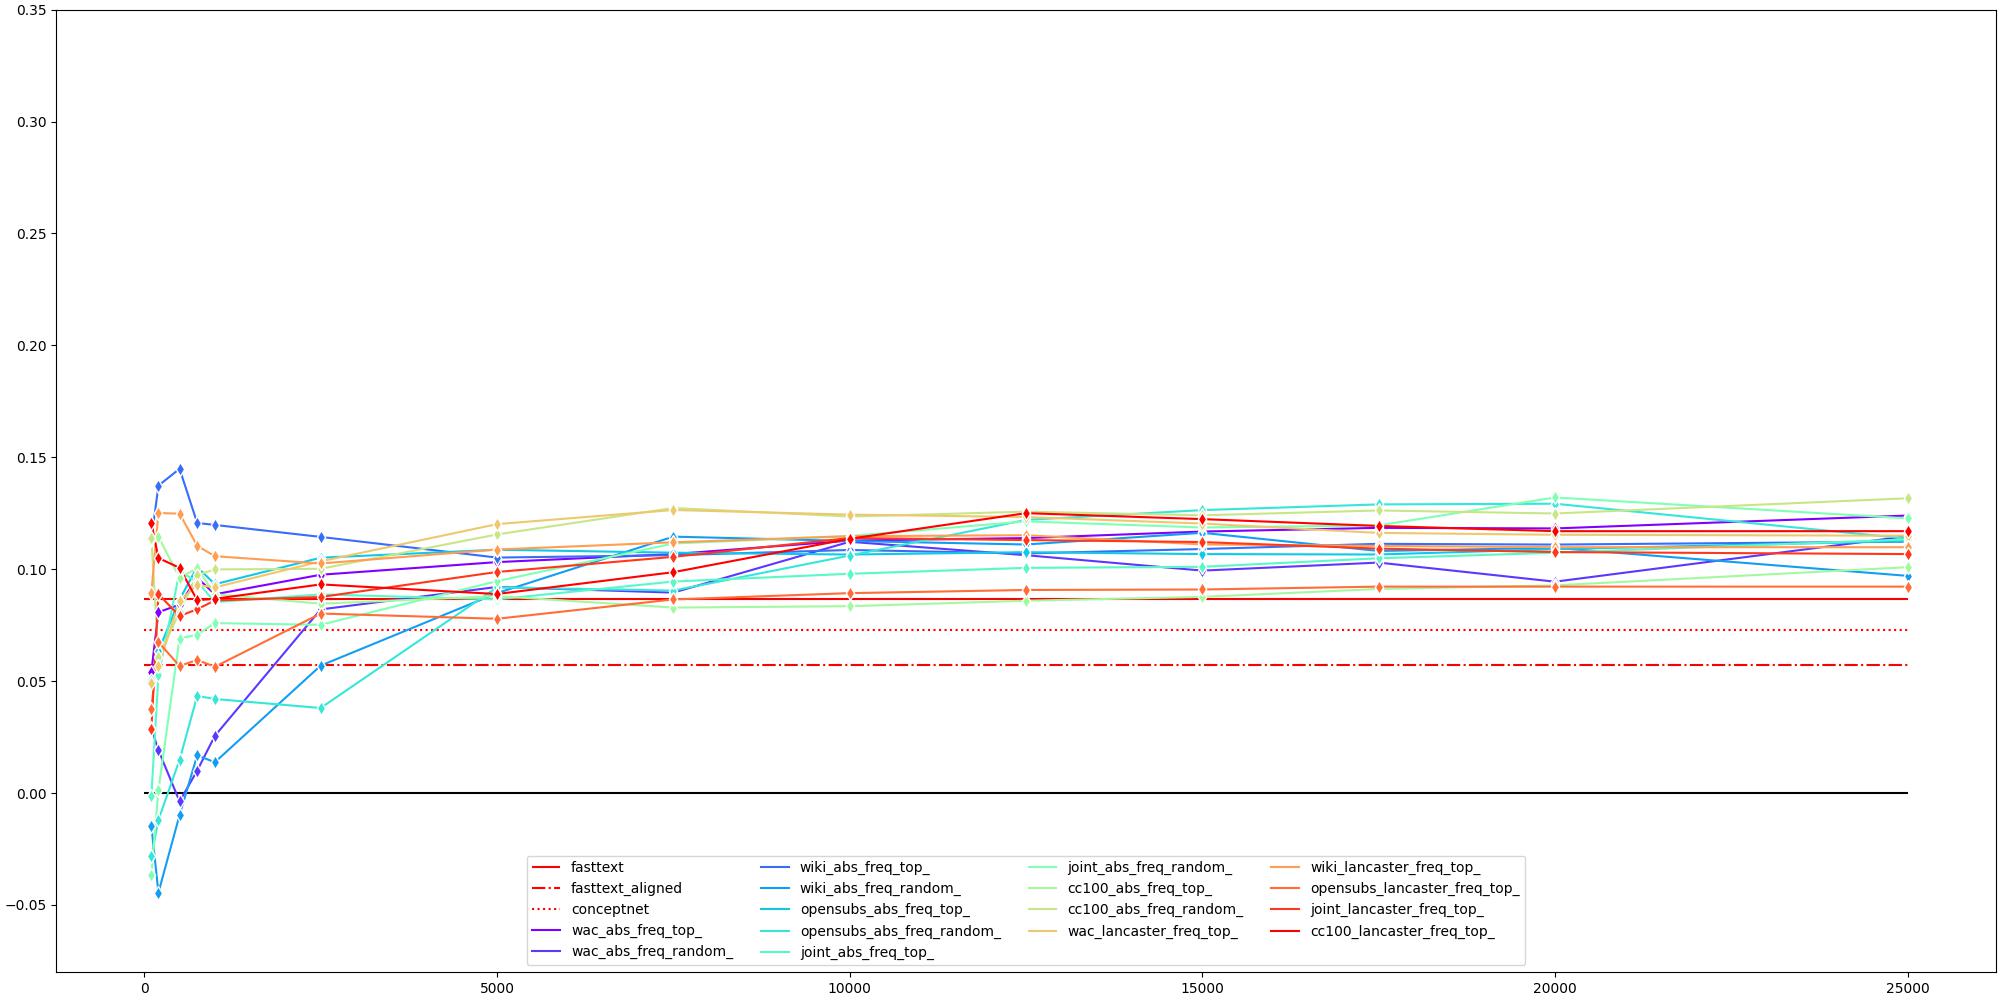 0.35
0.30
0.25
0.20
0.15
0.10
0.05
0.00
−0.05
fasttext
fasttext_aligned
conceptnet
wac_abs_freq_top_
wac_abs_freq_random_
wiki_abs_freq_top_
wiki_abs_freq_random_
opensubs_abs_freq_top_
opensubs_abs_freq_random_
joint_abs_freq_top_
joint_abs_freq_random_
cc100_abs_freq_top_
cc100_abs_freq_random_
wac_lancaster_freq_top_
wiki_lancaster_freq_top_
opensubs_lancaster_freq_top_
joint_lancaster_freq_top_
cc100_lancaster_freq_top_
0 5000 10000 15000 20000 25000